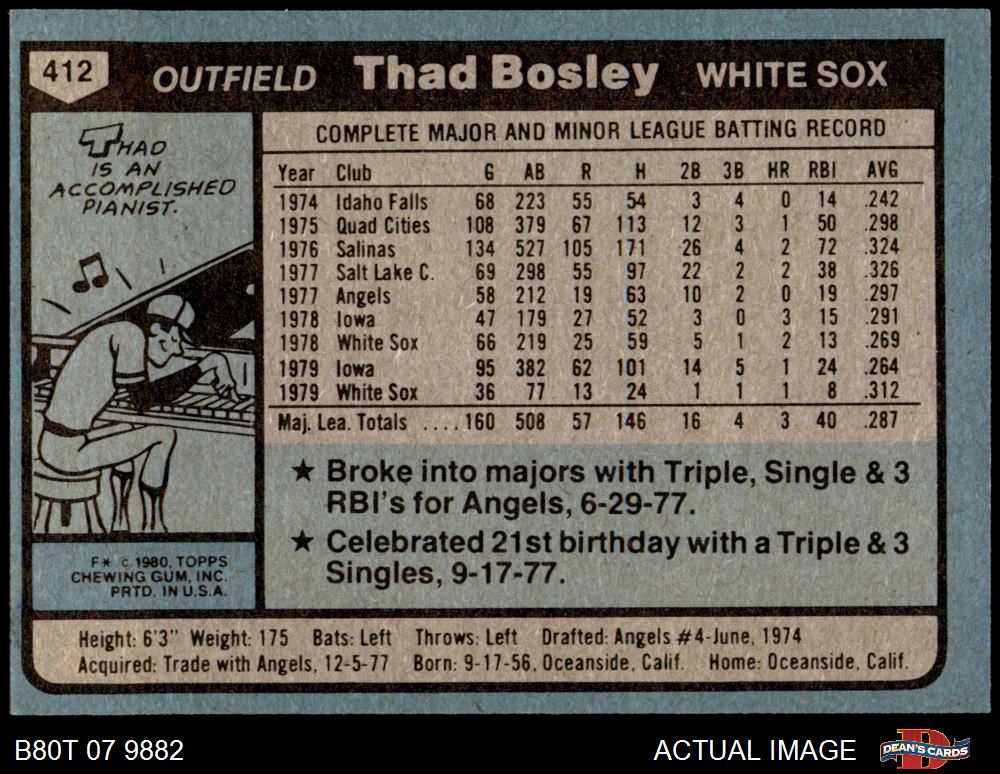 412 OUTFIELD Thad Bosley WHITE SOX
THAD
IS AN
ACCOMPLISHED
PIANIST.
COMPLETE MAJOR AND MINOR LEAGUE BATTING RECORD
Year Club G AB R H 2B 3B HR RBI AVG
1974 Idaho Falls 68 223 55 54 3 4 0 14 .242
1975 Quad Cities 108 379 67 113 12 3 1 50 .298
1976 Salinas 134 527 105 171 26 4 2 72 .324
1977 Salt Lake C. 69 298 55 97 22 2 2 38 .326
1977 Angels 58 212 19 63 10 2 0 19 .297
1978 Iowa 47 179 27 52 3 0 3 15 .291
1978 White Sox 66 219 25 59 5 1 2 13 .269
1979 Iowa 95 382 62 101 14 5 1 24 .264
1979 White Sox 36 77 13 24 1 1 1 8 .312
Maj. Lea. Totals ....160 508 57 146 16 4 3 40 .287
★ Broke into majors with Triple, Single & 3
RBI's for Angels, 6-29-77.
★ Celebrated 21st birthday with a Triple & 3
Singles, 9-17-77.
F* © 1980, TOPPS
CHEWING GUM, INC.
PRTD. IN U.S.A.
Height: 6'3" Weight: 175 Bats: Left Throws: Left Drafted: Angels #4-June, 1974
Acquired: Trade with Angels, 12-5-77 Born: 9-17-56, Oceanside, Calif. Home: Oceanside, Calif.
B80T 07 9882 ACTUAL IMAGE DEAN'S CARDS